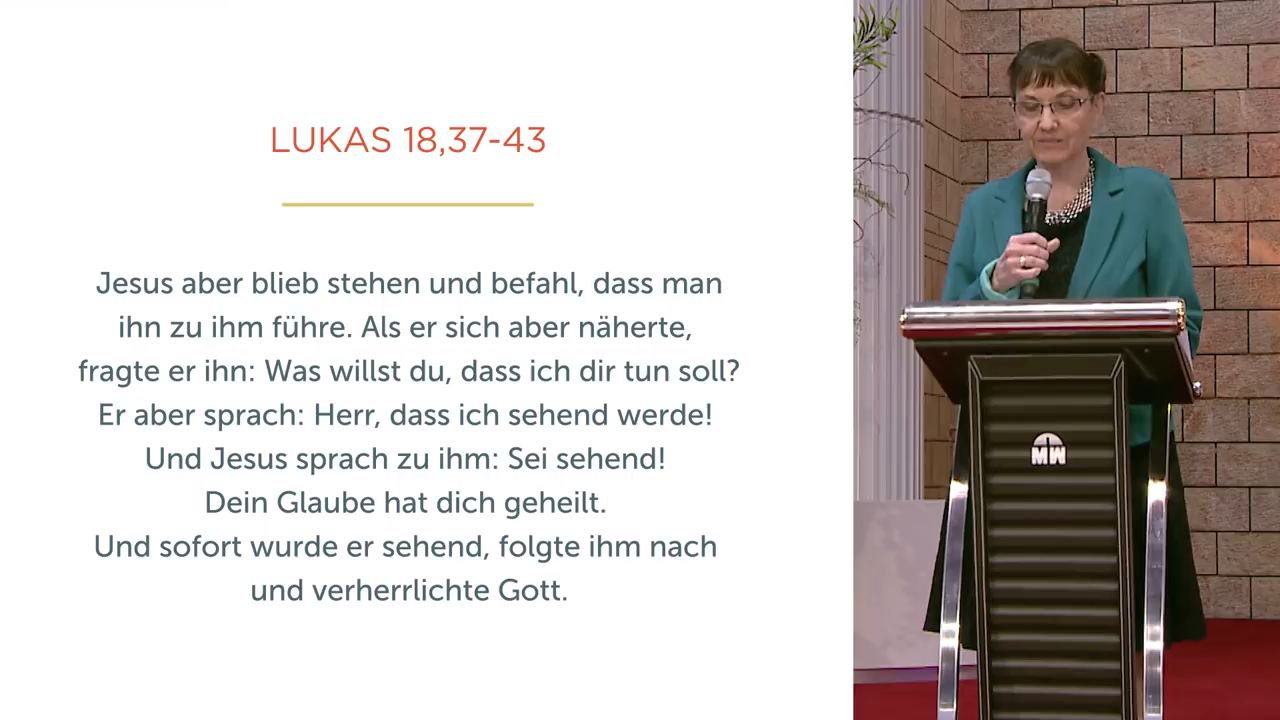 LUKAS 18,37-43
Jesus aber blieb stehen und befahl, dass man
ihn zu ihm führe. Als er sich aber näherte,
fragte er ihn: Was willst du, dass ich dir tun soll?
Er aber sprach: Herr, dass ich sehend werde!
Und Jesus sprach zu ihm: Sei sehend!
Dein Glaube hat dich geheilt.
Und sofort wurde er sehend, folgte ihm nach
und verherrlichte Gott.
MW